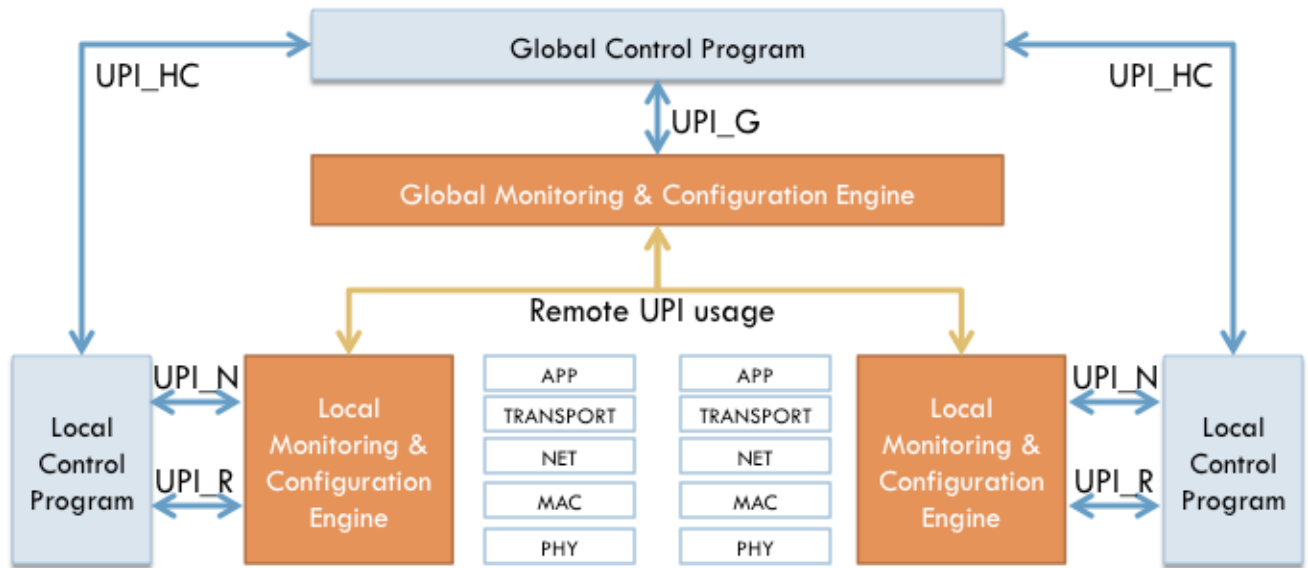 Global Control Program
UPI_HC
UPI_HC
UPI_G
Global Monitoring & Configuration Engine
Remote UPI usage
Local
Control
Program
UPI_N
UPI_R
Local
Monitoring &
Configuration
Engine
APP
TRANSPORT
NET
MAC
PHY
APP
TRANSPORT
NET
MAC
PHY
Local
Monitoring &
Configuration
Engine
UPI_N
UPI_R
Local
Control
Program